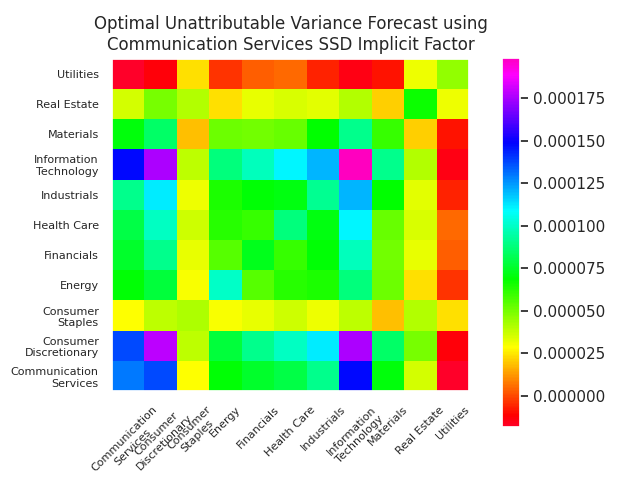 Optimal Unattributable Variance Forecast using
Communication Services SSD Implicit Factor
Utilities
Real Estate
Materials
Information
Technology
Industrials
Health Care
Financials
Energy
Consumer
Staples
Consumer
Discretionary
Communication
Services
Communication
Services
Consumer
Discretionary
Consumer
Staples
Energy
Financials
Health Care
Industrials
Information
Technology
Materials
Real Estate
Utilities
0.000175
0.000150
0.000125
0.000100
0.000075
0.000050
0.000025
0.000000